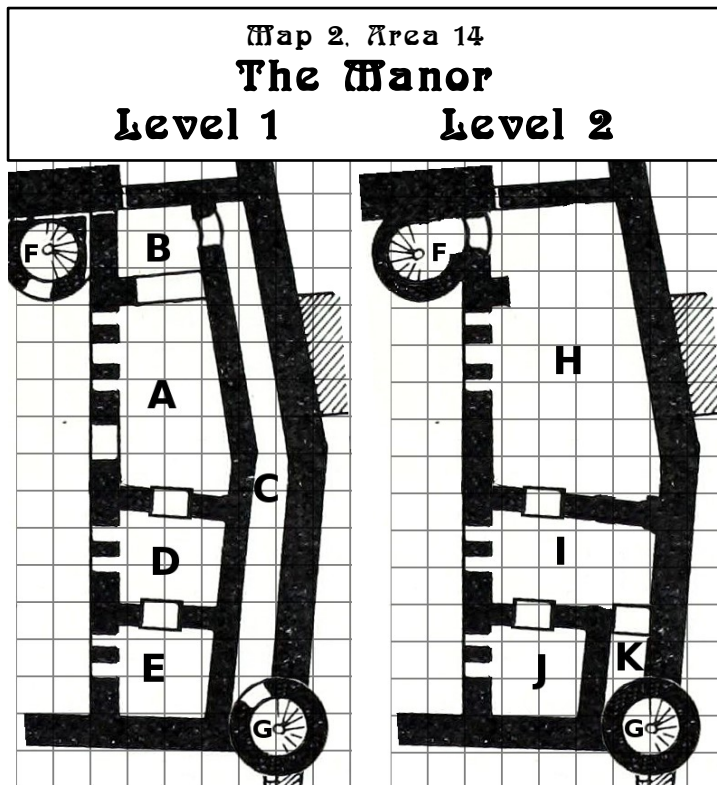 Map 2, Area 14
The Manor
Level 1 Level 2
F B F
H
A
C
D I
E J K
G G